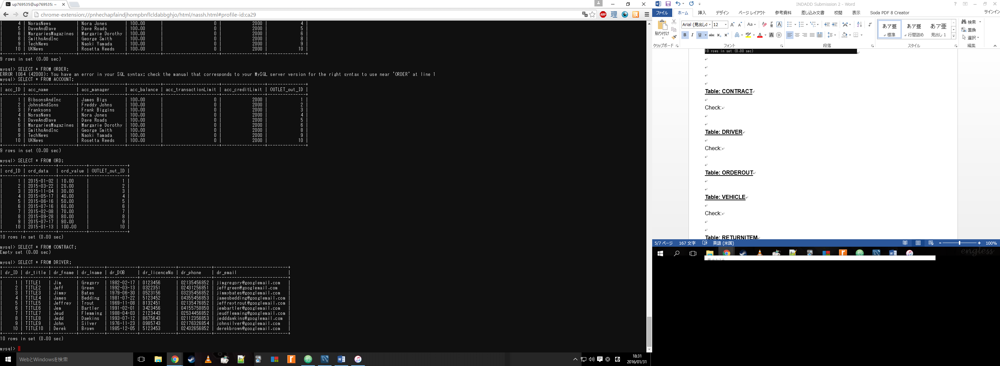 up769535@up769535: ~
chrome-extension://pnhechapfaindjhompbnflcldabbghjo/html/nassh.html#profile-id:ca29
| 4 | NorasNews | Nora Jones | 100.00 | 0 | 2000 | 4 |
| 5 | DaveAndDave | Dave Roads | 100.00 | 0 | 2000 | 5 |
| 6 | MargariesMagazines | Margarie Dorothy | 100.00 | 0 | 2000 | 6 |
| 8 | SmithsAndInc | George Smith | 100.00 | 0 | 2000 | 8 |
| 9 | TechNews | Naoki Yamada | 100.00 | 0 | 2000 | 9 |
| 10 | UKNews | Rosetta Reeds | 100.00 | 0 | 2000 | 10 |
9 rows in set (0.00 sec)
mysql> SELECT * FROM ORDER;
ERROR 1064 (42000): You have an error in your SQL syntax; check the manual that corresponds to your MySQL server version for the right syntax to use near 'ORDER' at line 1
mysql> SELECT * FROM ACCOUNT;
| acc_ID | acc_name | acc_manager | acc_balance | acc_transactionLimit | acc_creditLimit | OUTLET_out_ID |
| 1 | BibsonsAndInc | James Bigs | 100.00 | 0 | 2000 | 1 |
| 2 | JohnsAndSons | Freddy Johns | 100.00 | 0 | 2000 | 2 |
| 3 | Franksons | Frank Biggins | 100.00 | 0 | 2000 | 3 |
| 4 | NorasNews | Nora Jones | 100.00 | 0 | 2000 | 4 |
| 5 | DaveAndDave | Dave Roads | 100.00 | 0 | 2000 | 5 |
| 6 | MargariesMagazines | Margarie Dorothy | 100.00 | 0 | 2000 | 6 |
| 8 | SmithsAndInc | George Smith | 100.00 | 0 | 2000 | 8 |
| 9 | TechNews | Naoki Yamada | 100.00 | 0 | 2000 | 9 |
| 10 | UKNews | Rosetta Reeds | 100.00 | 0 | 2000 | 10 |
9 rows in set (0.00 sec)
mysql> SELECT * FROM ORD;
| ord_ID | ord_data | ord_value | OUTLET_out_ID |
| 1 | 2015-01-02 | 10.00 | 1 |
| 2 | 2015-03-22 | 20.00 | 2 |
| 3 | 2015-11-04 | 30.00 | 3 |
| 4 | 2015-05-17 | 40.00 | 4 |
| 5 | 2015-06-16 | 50.00 | 5 |
| 6 | 2015-07-16 | 60.00 | 6 |
| 7 | 2015-02-08 | 70.00 | 7 |
| 8 | 2015-09-28 | 80.00 | 8 |
| 9 | 2015-07-17 | 90.00 | 9 |
| 10 | 2015-01-13 | 100.00 | 10 |
10 rows in set (0.00 sec)
mysql> SELECT * FROM CONTRACT;
Empty set (0.00 sec)
mysql> SELECT * FROM DRIVER;
| dr_ID | dr_title | dr_fname | dr_lname | dr_DOB | dr_licenceNo | dr_phone | dr_email |
| 1 | TITLE1 | Jim | Gregory | 1982-02-17 | 0123456 | 02135456852 | jimgregory@googlemail.com |
| 2 | TITLE2 | Jeff | Green | 1992-03-13 | 0322351 | 02431256851 | jeffgreen@googlemail.com |
| 3 | TITLE3 | Jimmy | Bates | 1979-06-30 | 0523156 | 03235456852 | jimmybates@googlemail.com |
| 4 | TITLE4 | James | Bedding | 1981-07-22 | 5123452 | 04355456853 | jamesbedding@googlemail.com |
| 5 | TITLE5 | Jeffrey | Trout | 1969-11-08 | 8132451 | 02135476852 | jeffreytrout@googlemail.com |
| 6 | TITLE6 | Jem | Bartler | 1991-02-01 | 3423456 | 04155758850 | jembartler@googlemail.com |
| 7 | TITLE7 | Jeud | Flemming | 1988-04-03 | 2123443 | 02534456852 | jeudflemming@googlemail.com |
| 8 | TITLE8 | Jedd | Dawkins | 1993-07-12 | 8675643 | 02112356853 | jedddawkins@googlemail.com |
| 9 | TITLE9 | John | Silver | 1976-11-23 | 0985743 | 02176326854 | johnsilver@googlemail.com |
| 10 | TITLE10 | Derek | Brown | 1985-12-05 | 5123453 | 02432656852 | derekbrown@googlemail.com |
10 rows in set (0.00 sec)
mysql>
WebとWindowsを検索
18:31
2016/01/31
INDADD Submission 2 - Word
サインイン
ファイル ホーム 挿入 デザイン ページ レイアウト 参考資料 差し込み文書 校閲 表示 Soda PDF 8 Creator
貼り付け
Arial (見出しの 12
あア亜 あア亜 あア亜
標準 行間詰め 見出し 1
検索
置換
選択
クリップボード フォント 段落 スタイル 編集
10 rows in set (0.00 sec)
Table: CONTRACT
Check:
Table: DRIVER
Check:
Table: ORDEROUT
Table: VEHICLE
Check:
Table: RETURNITEM
5/7 ページ 167 文字 英語 (米国) 100%
engless